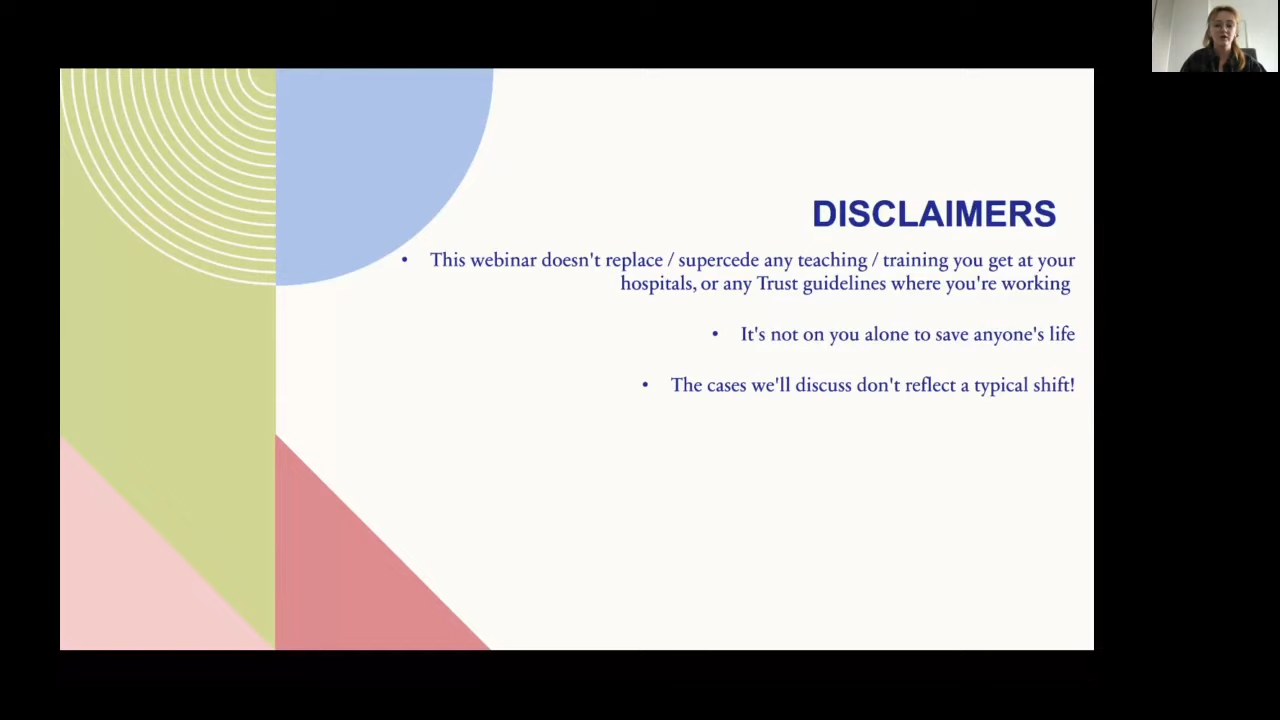 DISCLAIMERS
• This webinar doesn't replace / supercede any teaching / training you get at your
hospitals, or any Trust guidelines where you're working
• It's not on you alone to save anyone's life
• The cases we'll discuss don't reflect a typical shift!